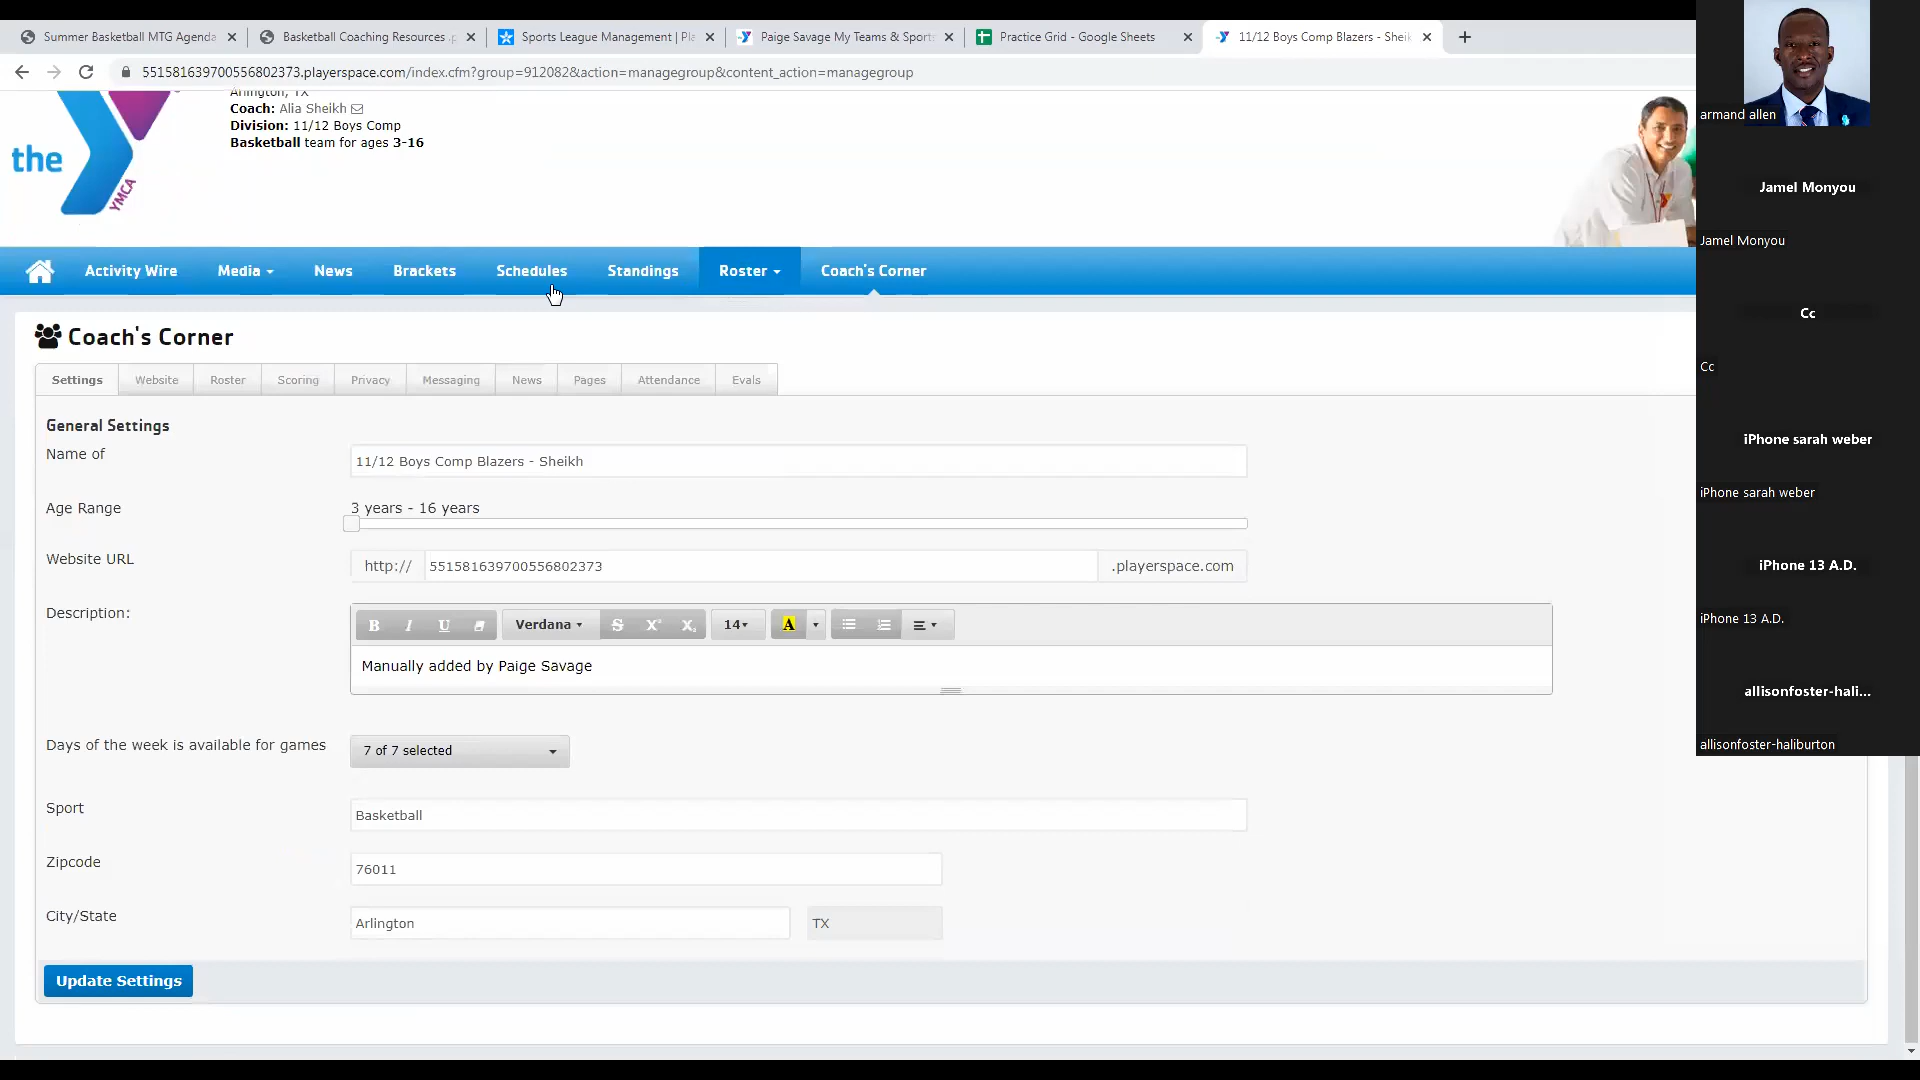 Summer Basketball MTG Agenda
Basketball Coaching Resources .p
Sports League Management | Pla
Paige Savage My Teams & Sports
Practice Grid - Google Sheets
11/12 Boys Comp Blazers - Sheik
551581639700556802373.playerspace.com/index.cfm?group=912082&action=managegroup&content_action=managegroup
the
YMCA
Arlington, TX
Coach: Alia Sheikh
Division: 11/12 Boys Comp
Basketball team for ages 3-16
Activity Wire
Media
News
Brackets
Schedules
Standings
Roster
Coach's Corner
Coach's Corner
Settings
Website
Roster
Scoring
Privacy
Messaging
News
Pages
Attendance
Evals
General Settings
Name of
11/12 Boys Comp Blazers - Sheikh
Age Range
3 years - 16 years
Website URL
http://
551581639700556802373
.playerspace.com
Description:
B I U
Verdana
S X² X₂
14
A
Manually added by Paige Savage
Days of the week is available for games
7 of 7 selected
Sport
Basketball
Zipcode
76011
City/State
Arlington
TX
Update Settings
armand allen
Jamel Monyou
Jamel Monyou
Cc
Cc
iPhone sarah weber
iPhone sarah weber
iPhone 13 A.D.
iPhone 13 A.D.
allisonfoster-hali...
allisonfoster-haliburton